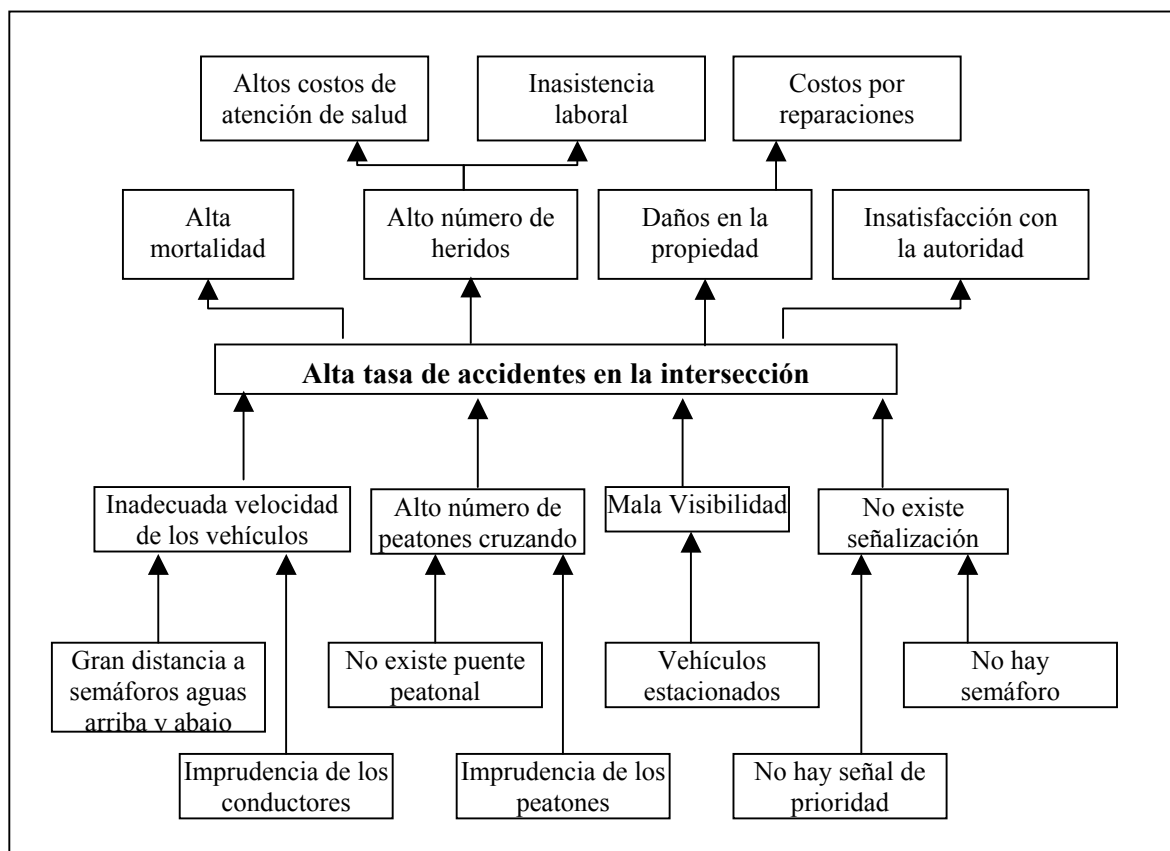 Altos costos de
atención de salud
Inasistencia
laboral
Costos por
reparaciones
Alta
mortalidad
Alto número de
heridos
Daños en la
propiedad
Insatisfacción con
la autoridad
Alta tasa de accidentes en la intersección
Inadecuada velocidad
de los vehículos
Alto número de
peatones cruzando
Mala Visibilidad
No existe
señalización
Gran distancia a
semáforos aguas
arriba y abajo
No existe puente
peatonal
Vehículos
estacionados
No hay
semáforo
Imprudencia de los
conductores
Imprudencia de los
peatones
No hay señal de
prioridad